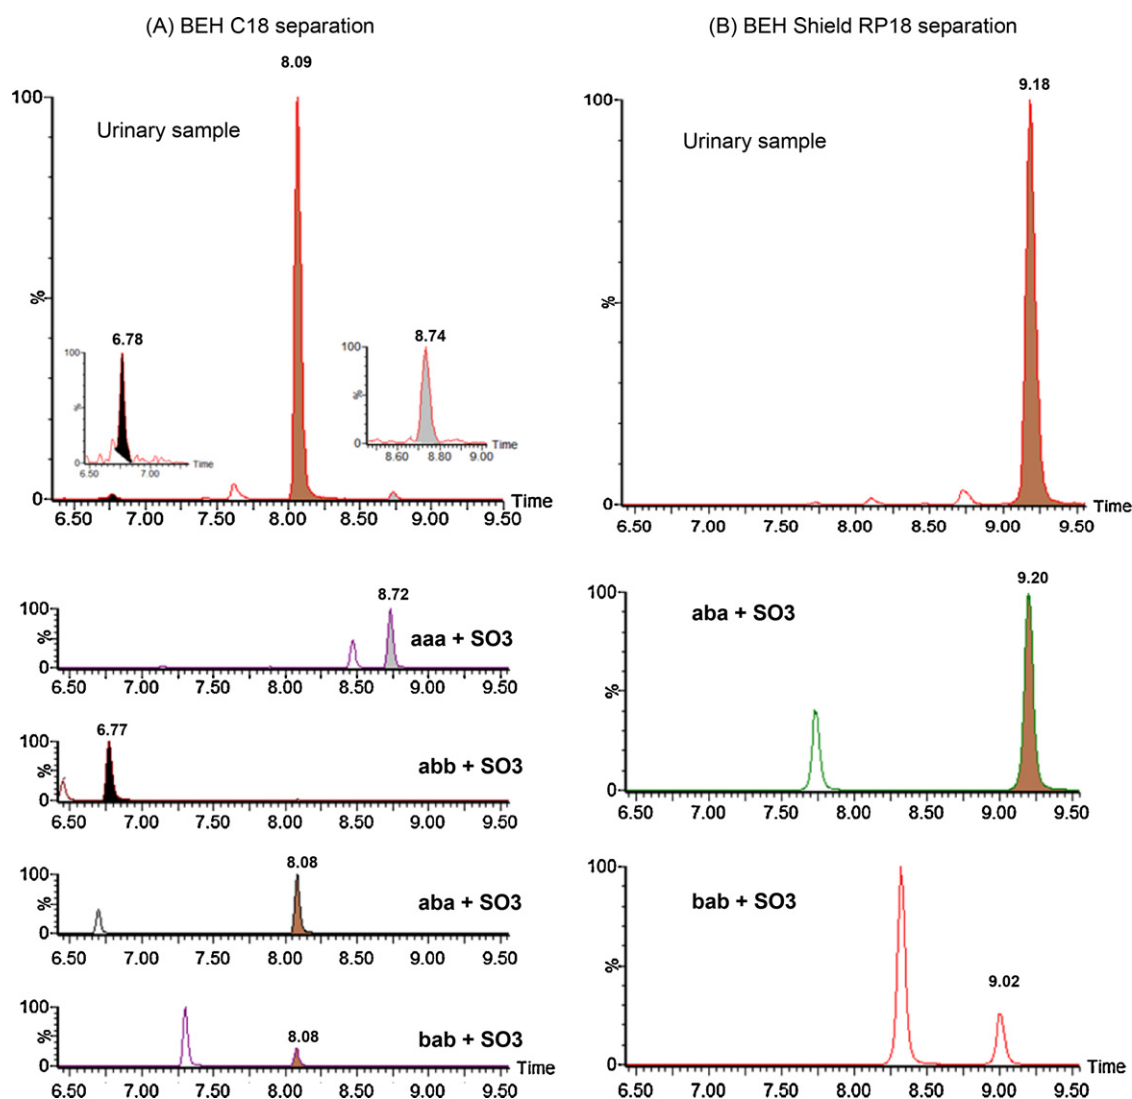 (A) BEH C18 separation
8.09
100
Urinary sample
%
6.78
100
%
0
6.50 7.00
Time
8.74
100
%
0
8.60 8.80 9.00
Time
0
Time
6.50 7.00 7.50 8.00 8.50 9.00 9.50
8.72
100
%
0
aaa + SO3
6.50 7.00 7.50 8.00 8.50 9.00 9.50
6.77
100
%
0
abb + SO3
6.50 7.00 7.50 8.00 8.50 9.00 9.50
8.08
100
%
0
aba + SO3
6.50 7.00 7.50 8.00 8.50 9.00 9.50
100
%
0
8.08
bab + SO3
Time
6.50 7.00 7.50 8.00 8.50 9.00 9.50
(B) BEH Shield RP18 separation
9.18
100
Urinary sample
%
0
Time
6.50 7.00 7.50 8.00 8.50 9.00 9.50
9.20
100
aba + SO3
%
0
6.50 7.00 7.50 8.00 8.50 9.00 9.50
100
bab + SO3
%
9.02
0
Time
6.50 7.00 7.50 8.00 8.50 9.00 9.50